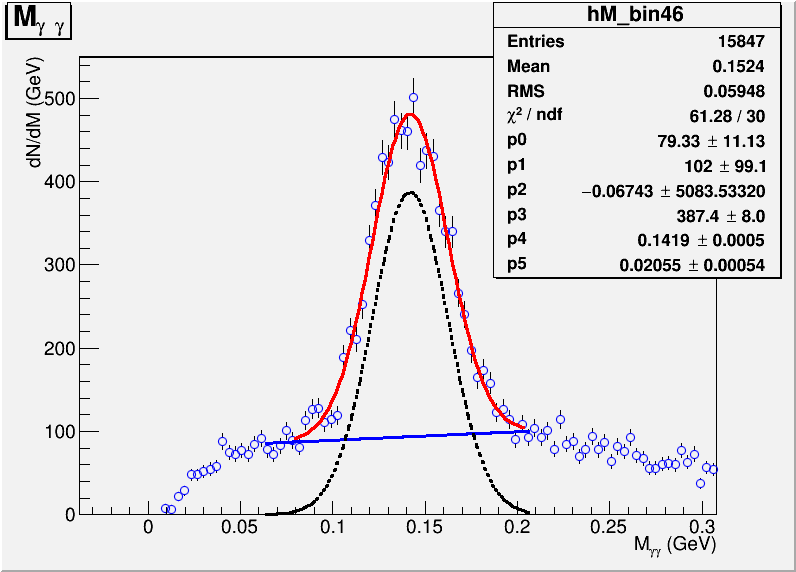 M γ γ
hM_bin46
Entries 15847
Mean 0.1524
RMS 0.05948
χ² / ndf 61.28 / 30
p0 79.33 ± 11.13
p1 102 ± 99.1
p2 −0.06743 ± 5083.53320
p3 387.4 ± 8.0
p4 0.1419 ± 0.0005
p5 0.02055 ± 0.00054
dN/dM (GeV)
500
400
300
200
100
0
0 0.05 0.1 0.15 0.2 0.25 0.3
M γγ (GeV)